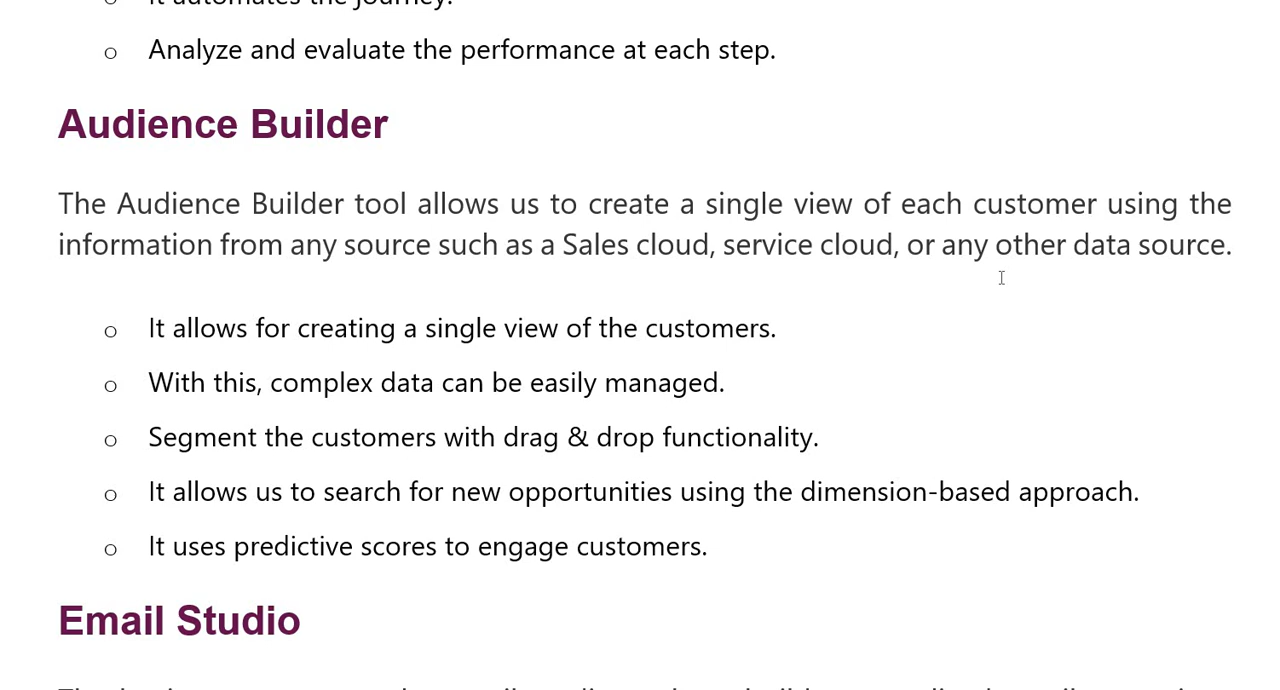 It automates the journey.
o Analyze and evaluate the performance at each step.
Audience Builder
The Audience Builder tool allows us to create a single view of each customer using the
information from any source such as a Sales cloud, service cloud, or any other data source.
o It allows for creating a single view of the customers.
o With this, complex data can be easily managed.
o Segment the customers with drag & drop functionality.
o It allows us to search for new opportunities using the dimension-based approach.
o It uses predictive scores to engage customers.
Email Studio